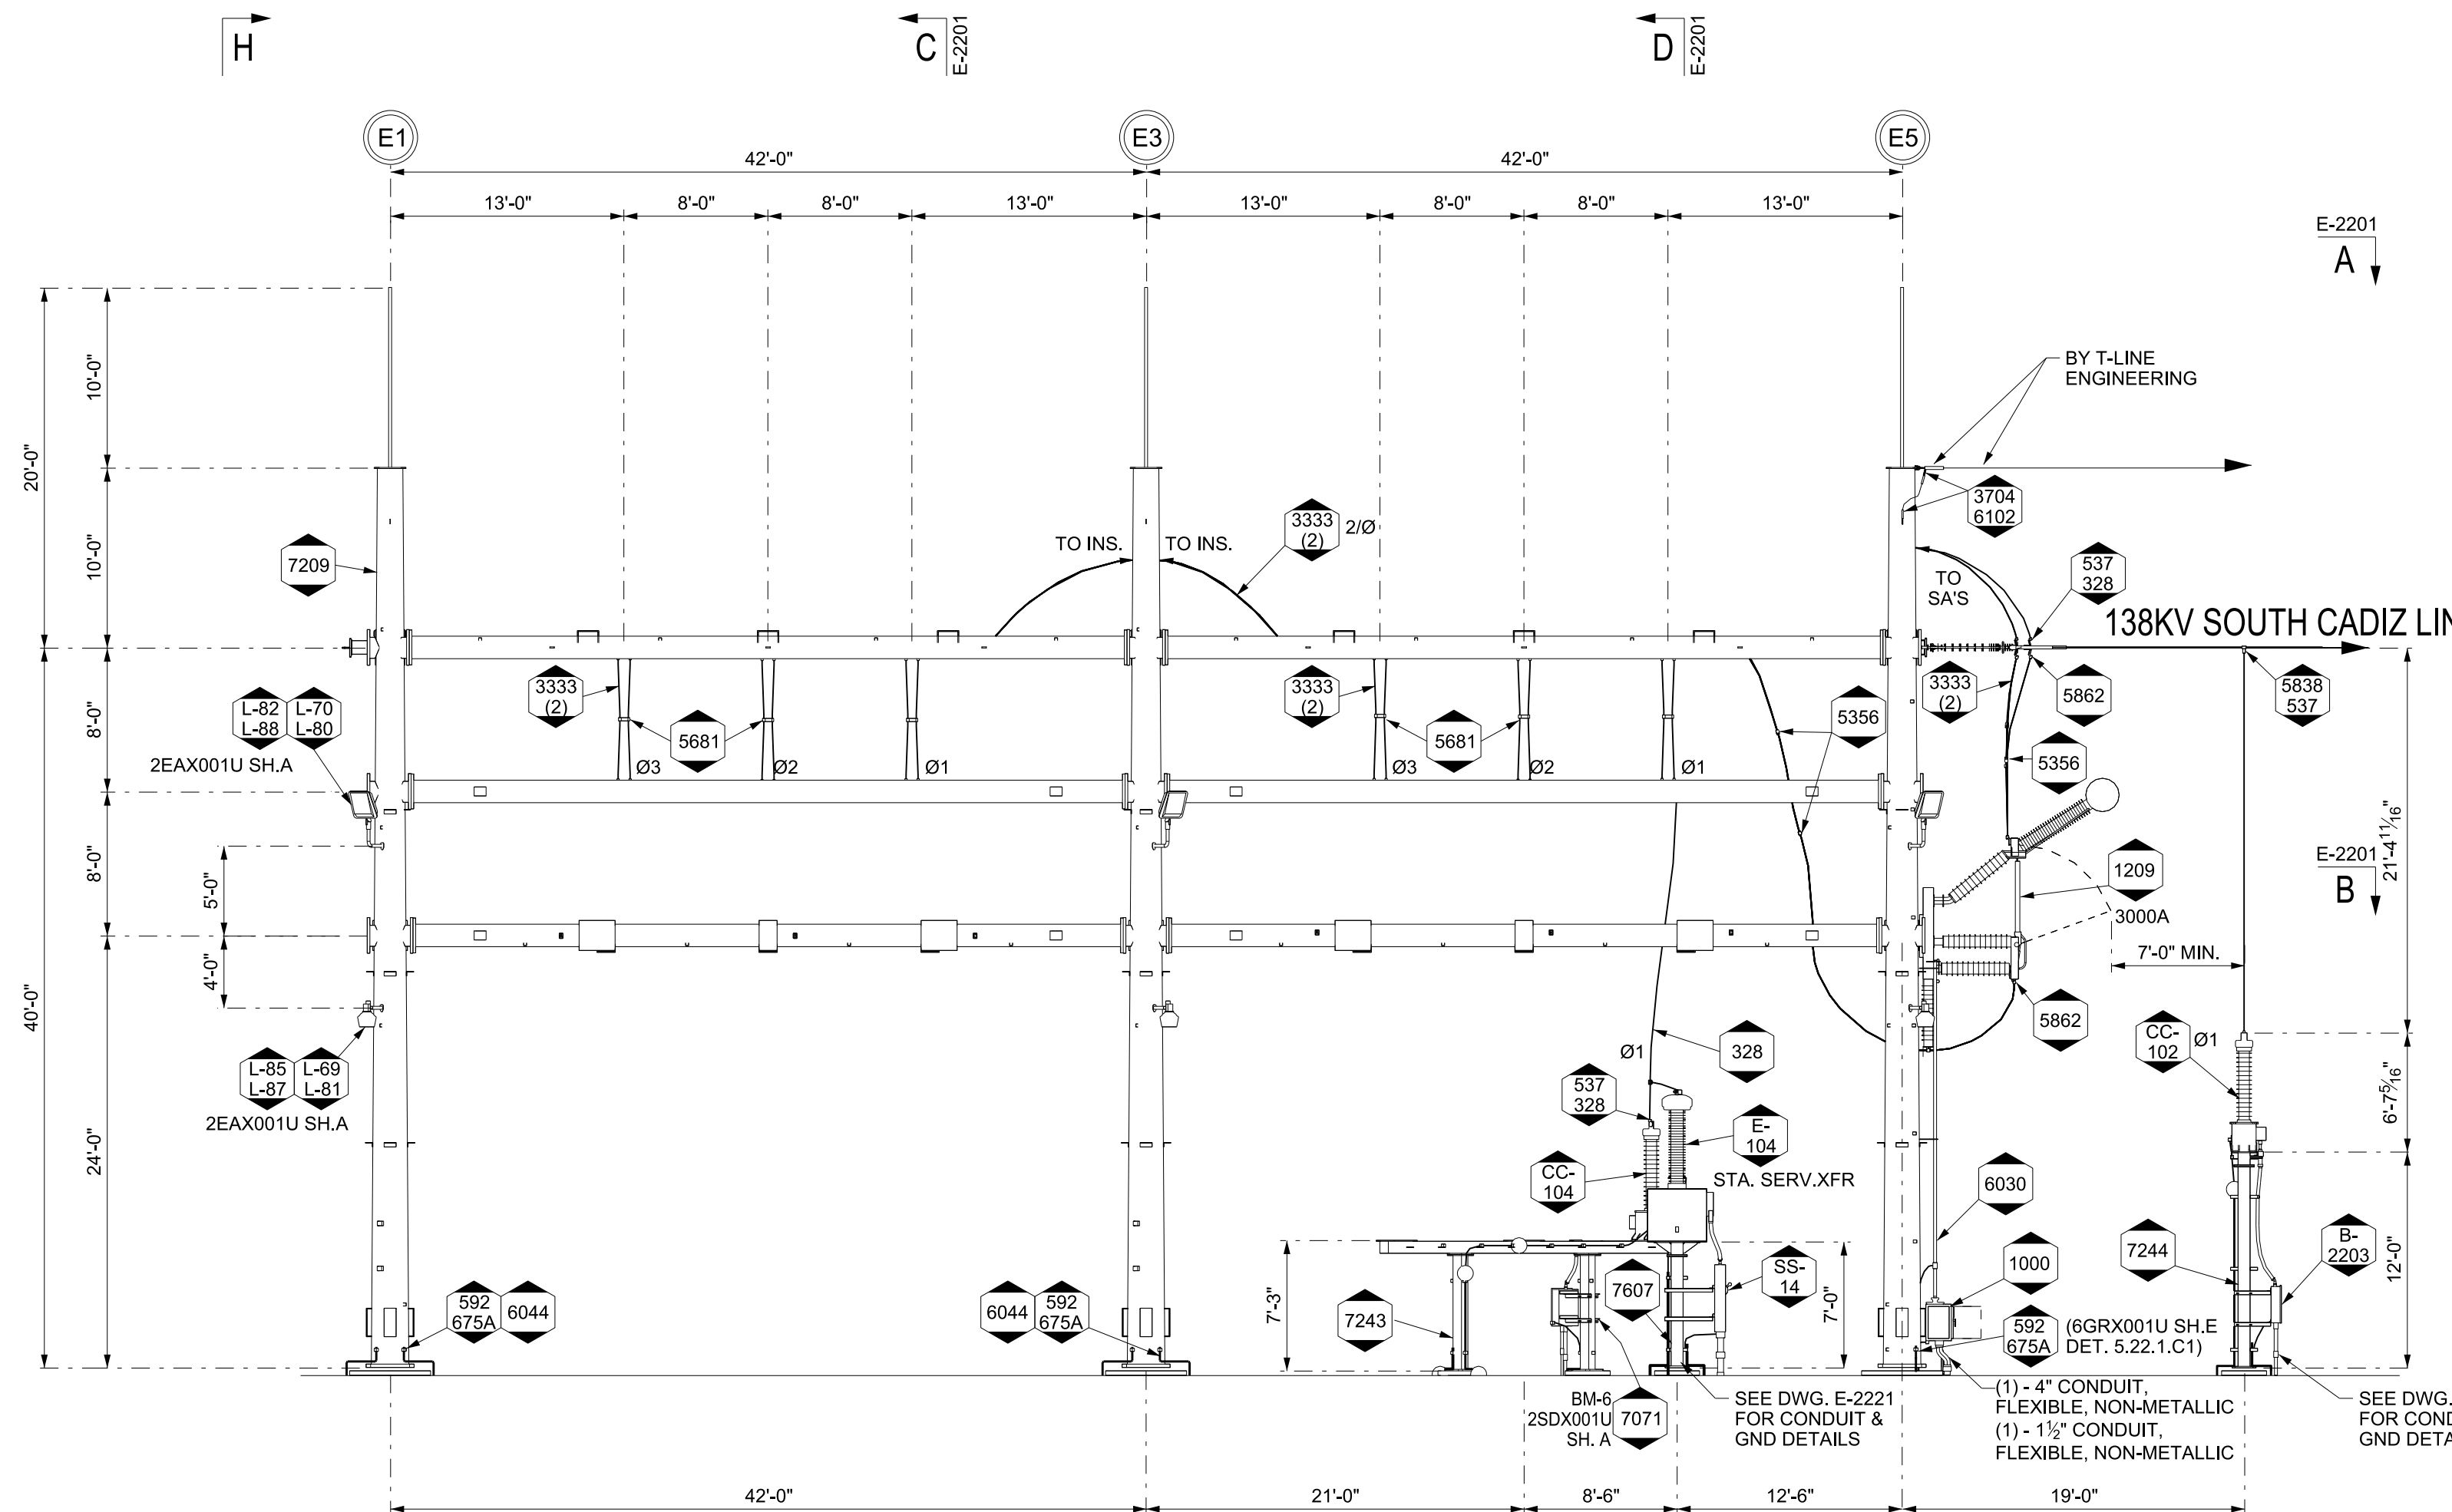 H
C
E-2201
D
E-2201
E1
E3
E5
42'-0"
42'-0"
13'-0"
8'-0"
8'-0"
13'-0"
13'-0"
8'-0"
8'-0"
13'-0"
E-2201
A
20'-0"
10'-0"
10'-0"
BY T-LINE
ENGINEERING
3704
6102
3333
(2)
2/Ø
TO INS.
TO INS.
7209
TO
SA'S
537
328
138KV SOUTH CADIZ LIN
3333
(2)
3333
(2)
3333
(2)
5862
5838
537
L-82
L-88
L-70
L-80
2EAX001U SH.A
8'-0"
5681
5681
5356
5356
Ø3
Ø2
Ø1
Ø3
Ø2
Ø1
21'-4 11/16"
8'-0"
5'-0"
4'-0"
40'-0"
E-2201
B
1209
3000A
7'-0" MIN.
5862
CC-
102
Ø1
L-85
L-87
L-69
L-81
2EAX001U SH.A
Ø1
328
537
328
E-
104
STA. SERV.XFR
CC-
104
6'-7 5/16"
24'-0"
6030
SS-
14
1000
7244
B-
2203
12'-0"
592
675A
6044
6044
592
675A
7'-3"
7243
7607
7'-0"
592
675A
(6GRX001U SH.E
DET. 5.22.1.C1)
BM-6
2SDX001U
SH. A
7071
SEE DWG. E-2221
FOR CONDUIT &
GND DETAILS
(1) - 4" CONDUIT,
FLEXIBLE, NON-METALLIC
(1) - 1½" CONDUIT,
FLEXIBLE, NON-METALLIC
SEE DWG.
FOR COND
GND DETA
42'-0"
21'-0"
8'-6"
12'-6"
19'-0"